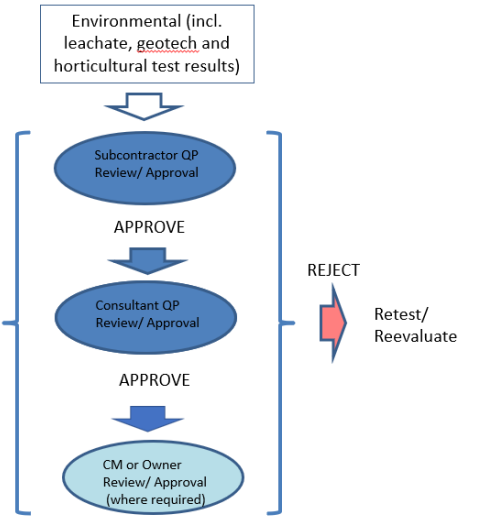 Environmental (incl.
leachate, geotech and
horticultural test results)
Subcontractor QP
Review/ Approval
APPROVE
Consultant QP
Review/ Approval
REJECT
Retest/
Reevaluate
APPROVE
CM or Owner
Review/ Approval
(where required)